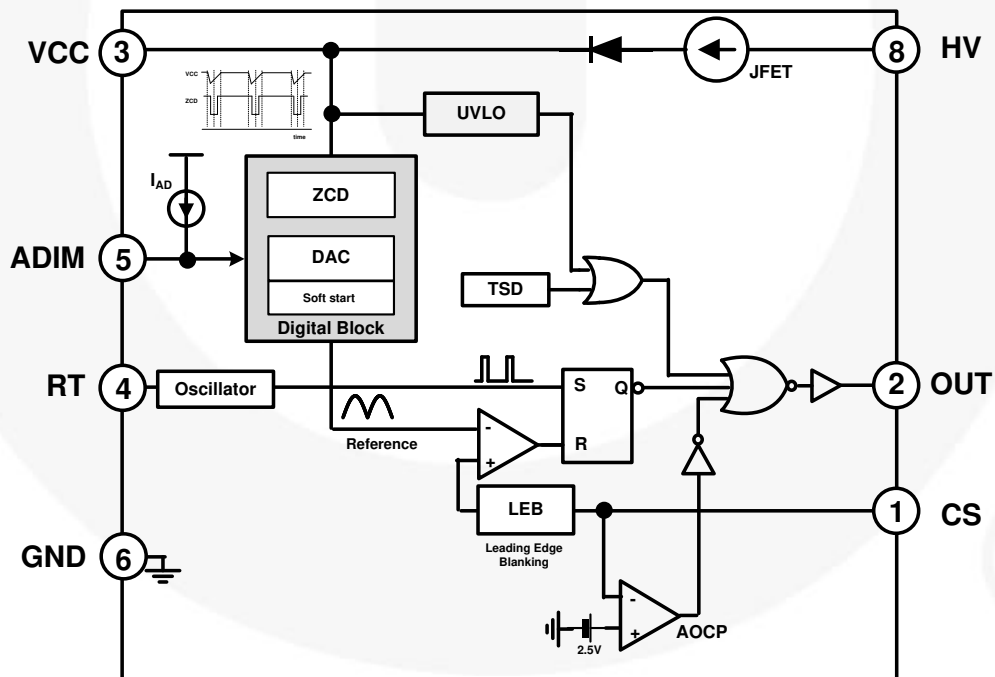 VCC
3
8
HV
JFET
VCC
ZCD
time
UVLO
IAD
ZCD
ADIM
5
DAC
Soft start
TSD
Digital Block
RT
4
Oscillator
S
Q
2
OUT
Reference
-
+
R
LEB
1
CS
Leading Edge
Blanking
GND
6
-
+
2.5V
AOCP